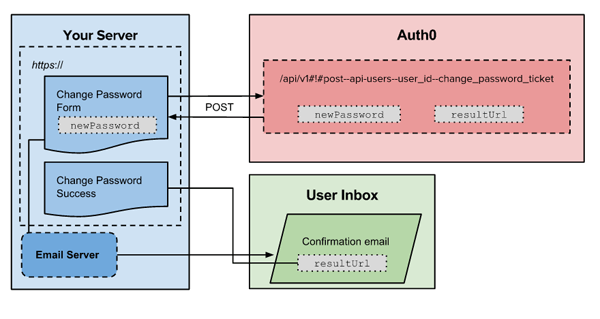 Your Server
https://
Change Password
Form
newPassword
Change Password
Success
Email Server
POST
Auth0
/api/v1#!#post--api-users--user_id--change_password_ticket
newPassword
resultUrl
User Inbox
Confirmation email
resultUrl